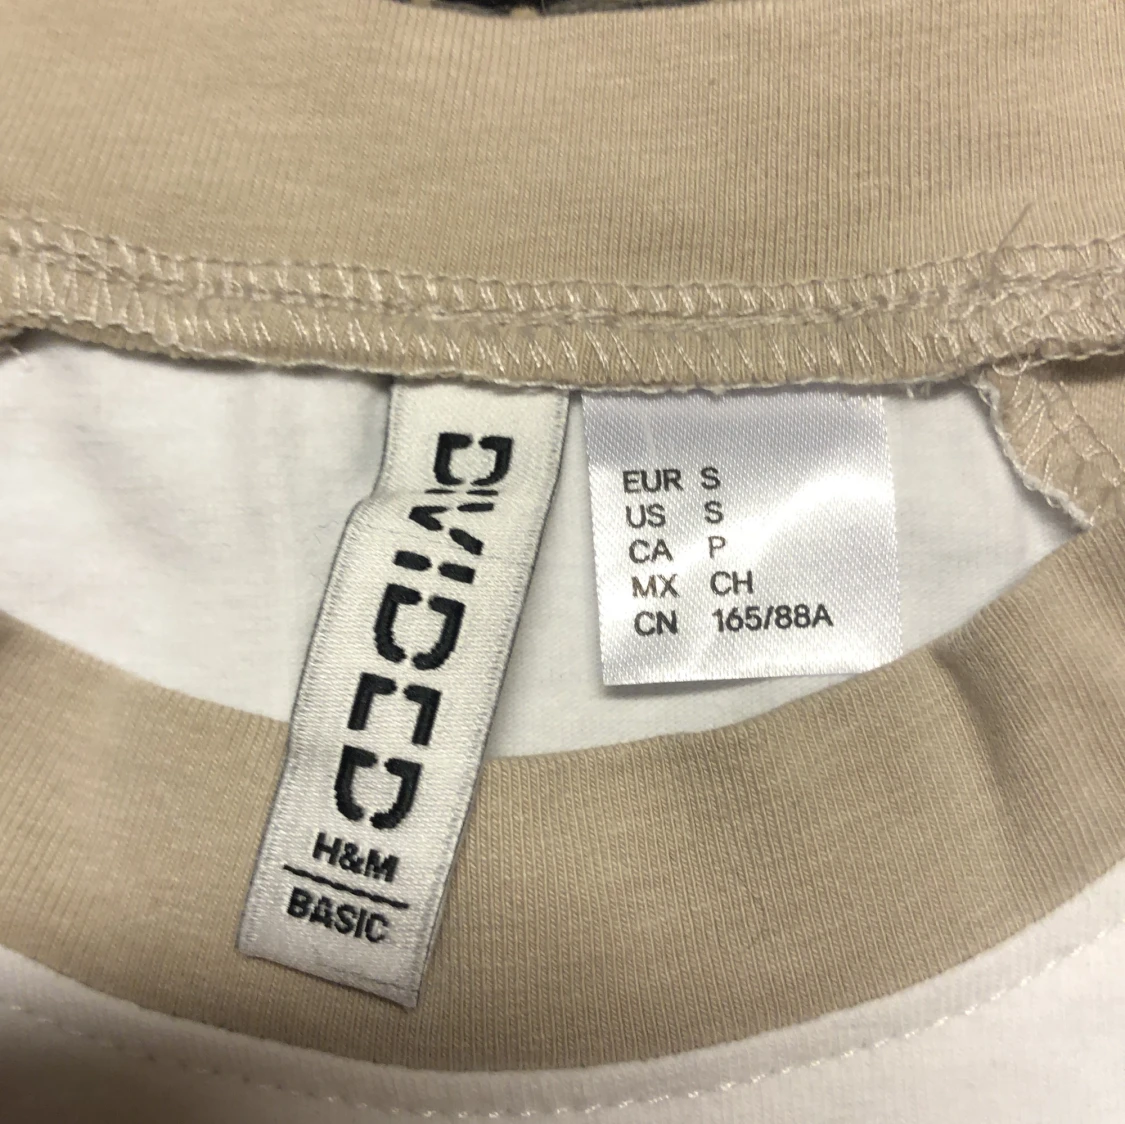 DIVIDED
H&M
BASIC
EUR S
US S
CA P
MX CH
CN 165/88A